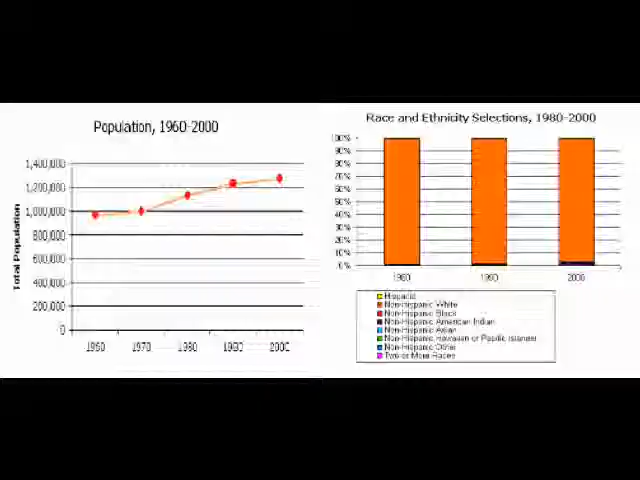 Population, 1960-2000
1,400,000
1,200,000
1,000,000
800,000
600,000
400,000
200,000
0
Total Population
1960
1970
1980
1990
2000
Race and Ethnicity Selections, 1980-2000
100%
90%
80%
70%
60%
50%
40%
30%
20%
10%
0%
1980
1990
2000
Hispanic
Non-Hispanic White
Non-Hispanic Black
Non-Hispanic American Indian
Non-Hispanic Asian
Non-Hispanic Hawaiian or Pacific Islander
Non-Hispanic Other
Two or More Races